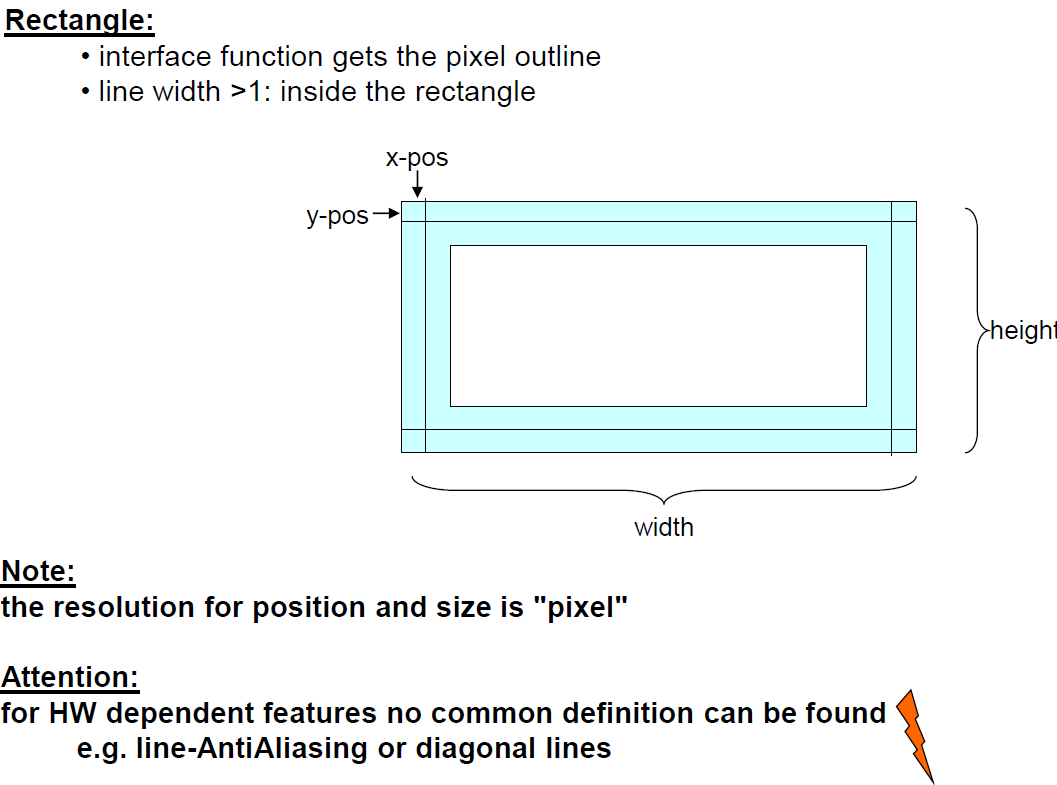 Rectangle:
• interface function gets the pixel outline
• line width >1: inside the rectangle
x-pos
y-pos
height
width
Note:
the resolution for position and size is "pixel"
Attention:
for HW dependent features no common definition can be found
e.g. line-AntiAliasing or diagonal lines